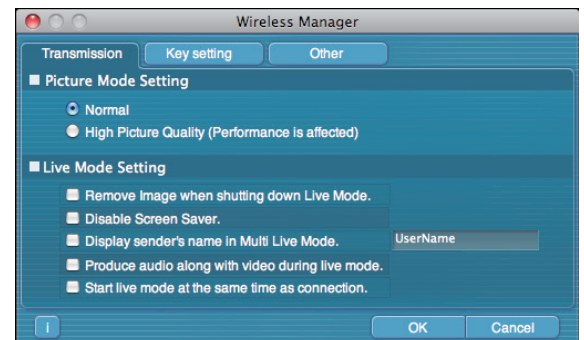 Wireless Manager
Transmission Key setting Other
Picture Mode Setting
Normal
High Picture Quality (Performance is affected)
Live Mode Setting
Remove Image when shutting down Live Mode.
Disable Screen Saver.
Display sender's name in Multi Live Mode. UserName
Produce audio along with video during live mode.
Start live mode at the same time as connection.
i OK Cancel